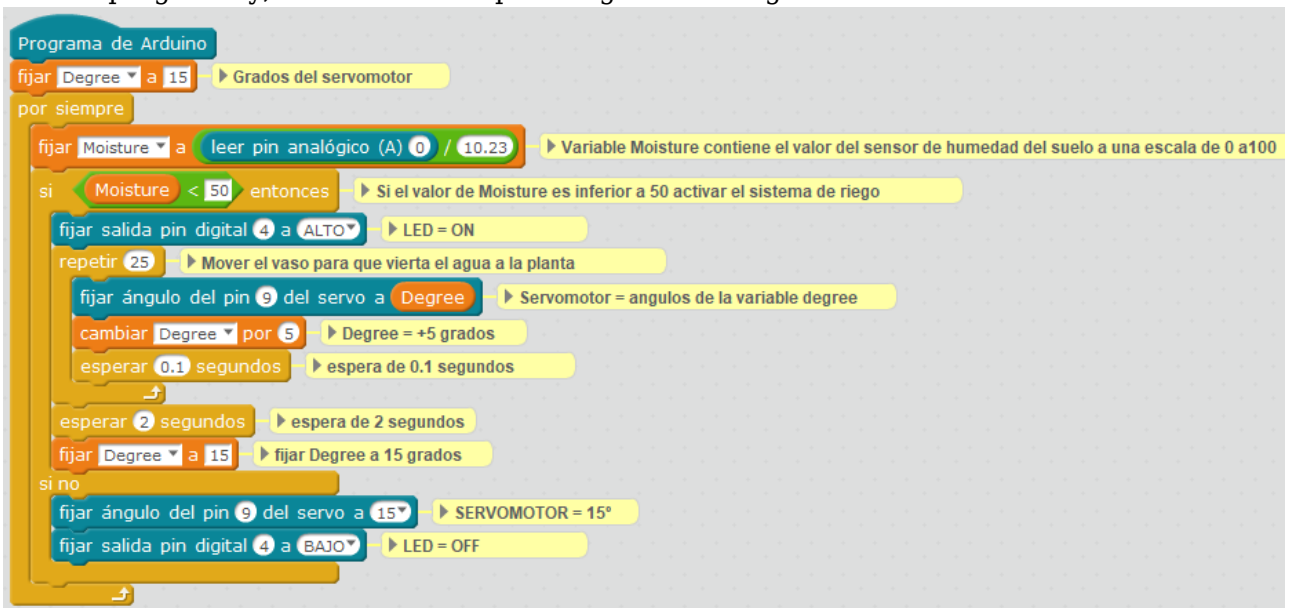 Programa de Arduino
fijar Degree a 15 Grados del servomotor
por siempre
fijar Moisture a leer pin analógico (A) 0 / 10.23 Variable Moisture contiene el valor del sensor de humedad del suelo a una escala de 0 a100
si Moisture < 50 entonces Si el valor de Moisture es inferior a 50 activar el sistema de riego
fijar salida pin digital 4 a ALTO LED = ON
repetir 25 Mover el vaso para que vierta el agua a la planta
fijar ángulo del pin 9 del servo a Degree Servomotor = angulos de la variable degree
cambiar Degree por 5 Degree = +5 grados
esperar 0.1 segundos espera de 0.1 segundos
esperar 2 segundos espera de 2 segundos
fijar Degree a 15 fijar Degree a 15 grados
si no
fijar ángulo del pin 9 del servo a 15 SERVOMOTOR = 15º
fijar salida pin digital 4 a BAJO LED = OFF